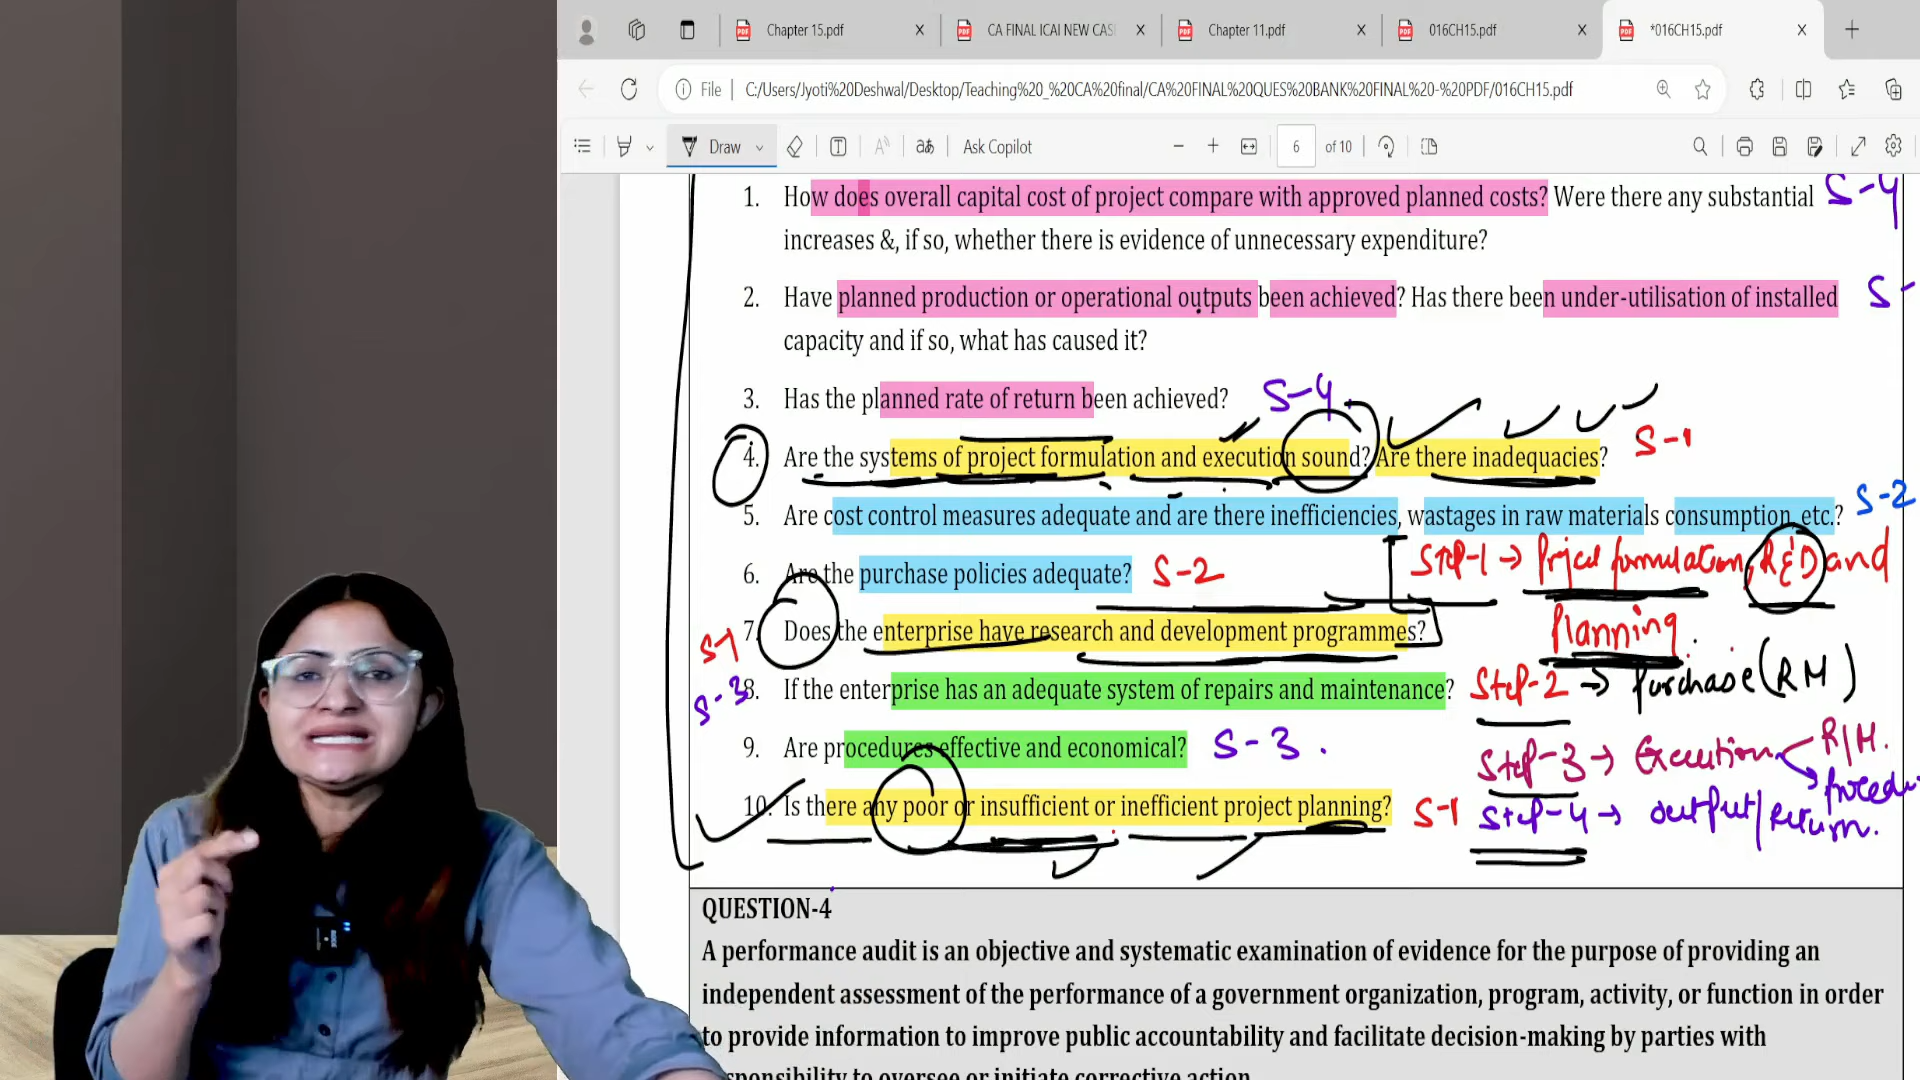 Chapter 15.pdf
CA FINAL ICAI NEW CAS
Chapter 11.pdf
016CH15.pdf
*016CH15.pdf
File
C:/Users/Jyoti%20Deshwal/Desktop/Teaching%20_%20CA%20final/CA%20FINAL%20QUES%20BANK%20FINAL%20-%20PDF/016CH15.pdf
Draw
Ask Copilot
6 of 10
1. How does overall capital cost of project compare with approved planned costs? Were there any substantial S-4
increases &, if so, whether there is evidence of unnecessary expenditure?
2. Have planned production or operational outputs been achieved? Has there been under-utilisation of installed S-
capacity and if so, what has caused it?
3. Has the planned rate of return been achieved? S-4
4. Are the systems of project formulation and execution sound? Are there inadequacies? S-1
5. Are cost control measures adequate and are there inefficiencies, wastages in raw materials consumption, etc.? S-2
6. Are the purchase policies adequate? S-2 Step-1 → Project formulation, R&D and
Planning
S-1 7. Does the enterprise have research and development programmes?
S-3 8. If the enterprise has an adequate system of repairs and maintenance? Step-2 → Purchase (RM)
9. Are procedures effective and economical? S-3. Step-3 → Execution R/M.
Procedu
10. Is there any poor or insufficient or inefficient project planning? S-1 Step-4 → output/return.
QUESTION-4
A performance audit is an objective and systematic examination of evidence for the purpose of providing an
independent assessment of the performance of a government organization, program, activity, or function in order
to provide information to improve public accountability and facilitate decision-making by parties with
sponsibility to oversee or initiate corrective action.